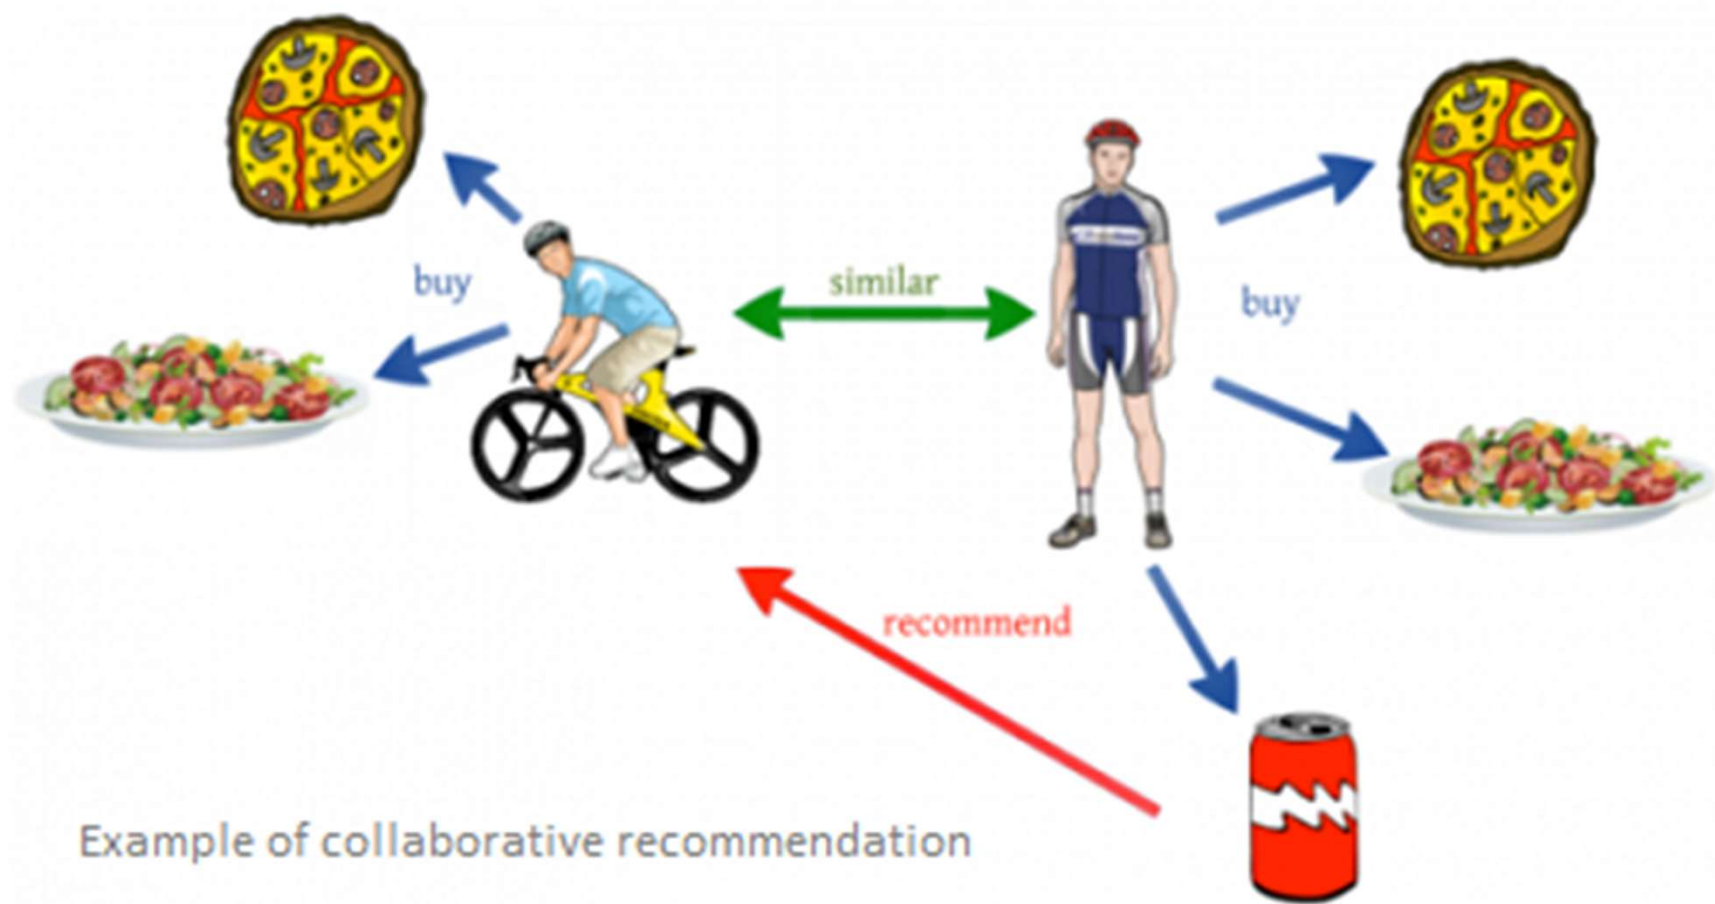 buy
similar
buy
recommend
Example of collaborative recommendation